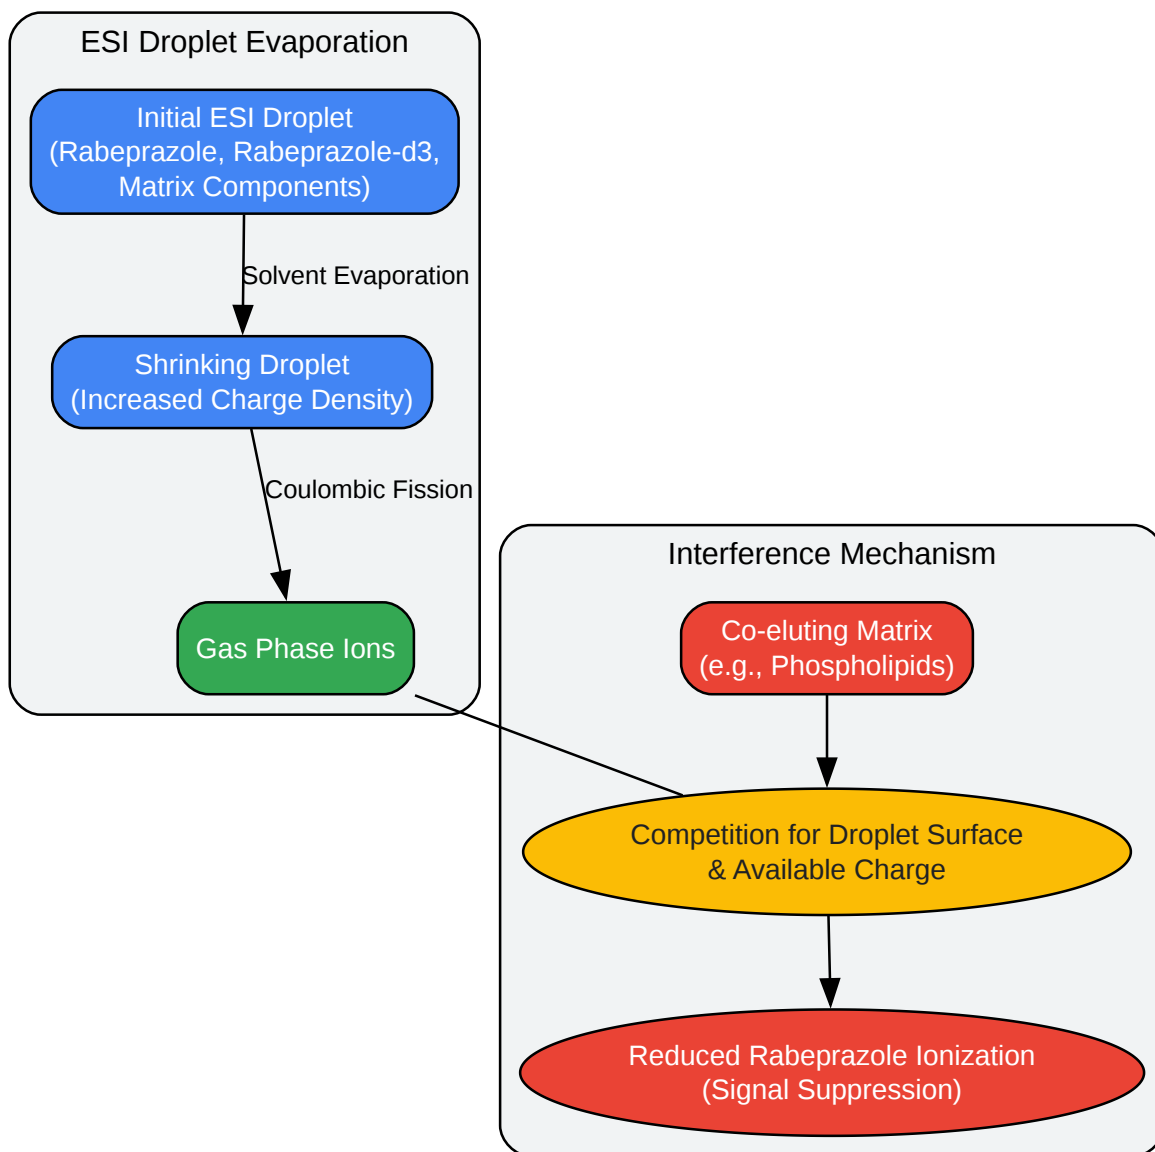 ESI Droplet Evaporation
Initial ESI Droplet
(Rabeprazole, Rabeprazole-d3,
Matrix Components)
Solvent Evaporation
Shrinking Droplet
(Increased Charge Density)
Coulombic Fission
Gas Phase Ions
Interference Mechanism
Co-eluting Matrix
(e.g., Phospholipids)
Competition for Droplet Surface
& Available Charge
Reduced Rabeprazole Ionization
(Signal Suppression)